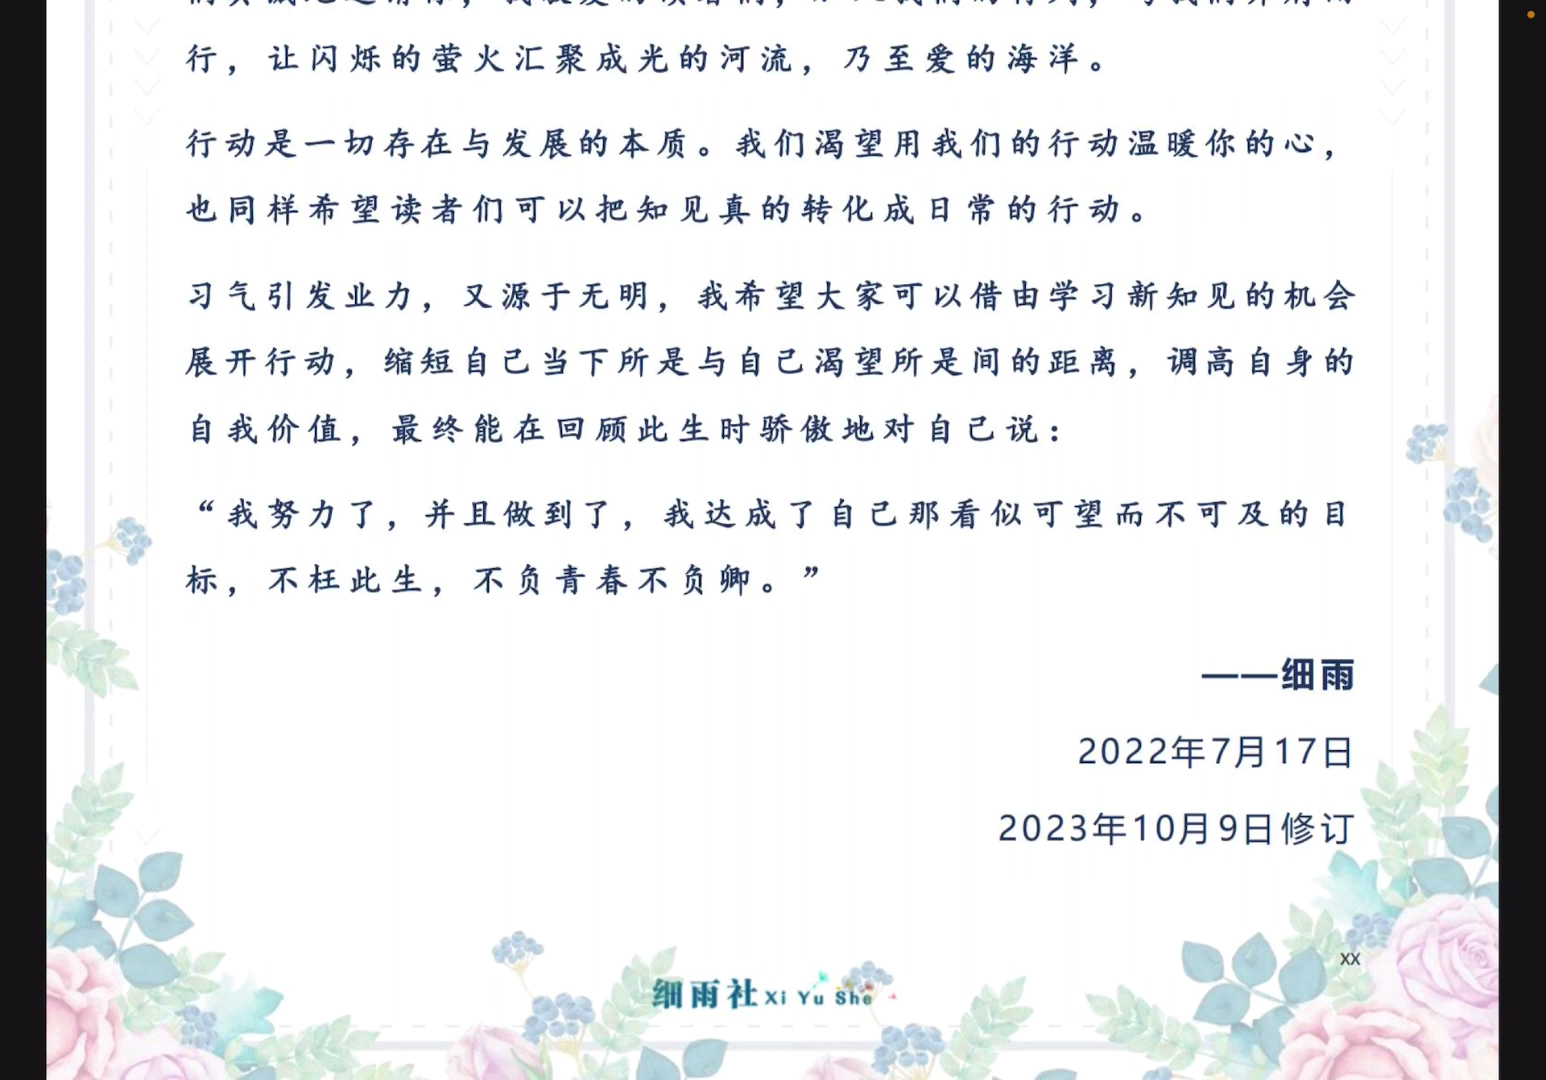 行，让闪烁的萤火汇聚成光的河流，乃至爱的海洋。
行动是一切存在与发展的本质。我们渴望用我们的行动温暖你的心，
也同样希望读者们可以把知见真的转化成日常的行动。
习气引发业力，又源于无明，我希望大家可以借由学习新知见的机会
展开行动，缩短自己当下所是与自己渴望所是间的距离，调高自身的
自我价值，最终能在回顾此生时骄傲地对自己说：
“我努力了，并且做到了，我达成了自己那看似可望而不可及的目
标，不枉此生，不负青春不负卿。”
——细雨
2022年7月17日
2023年10月9日修订
xx
细雨社 Xi Yu She